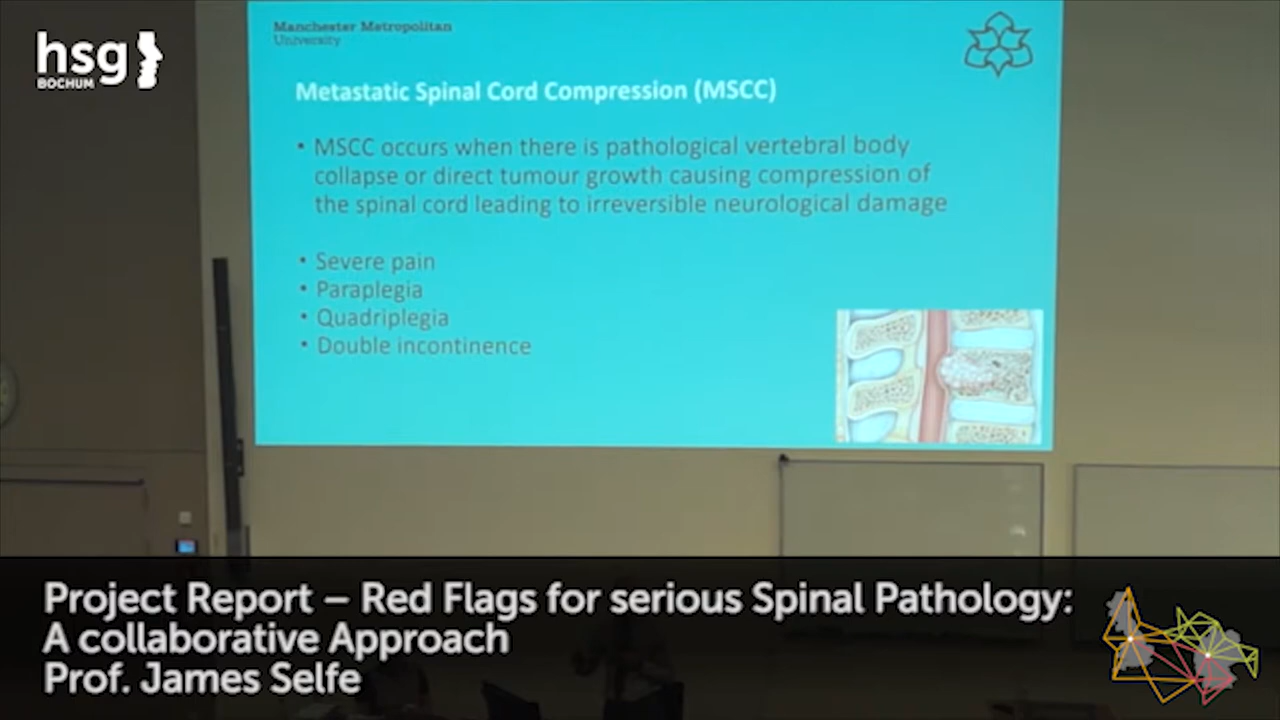 hsg
BOCHUM
Manchester Metropolitan
University
Metastatic Spinal Cord Compression (MSCC)
• MSCC occurs when there is pathological vertebral body
collapse or direct tumour growth causing compression of
the spinal cord leading to irreversible neurological damage
• Severe pain
• Paraplegia
• Quadriplegia
• Double incontinence
Project Report – Red Flags for serious Spinal Pathology:
A collaborative Approach
Prof. James Selfe